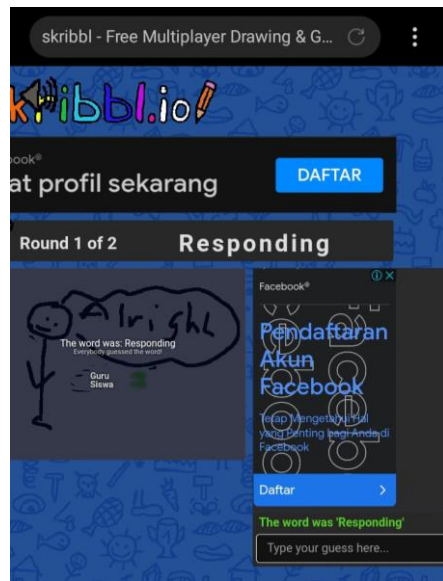 skribbl - Free Multiplayer Drawing & G...
kribbl.io
book®
at profil sekarang
DAFTAR
Round 1 of 2
Responding
Alright
The word was: Responding
Everybody guessed the word!
Guru
Siswa
Facebook®
Pendaftaran
Akun
Facebook
Tetap Mengetahui Hal
yang Penting bagi Anda di
Facebook
Daftar
The word was 'Responding'
Type your guess here...